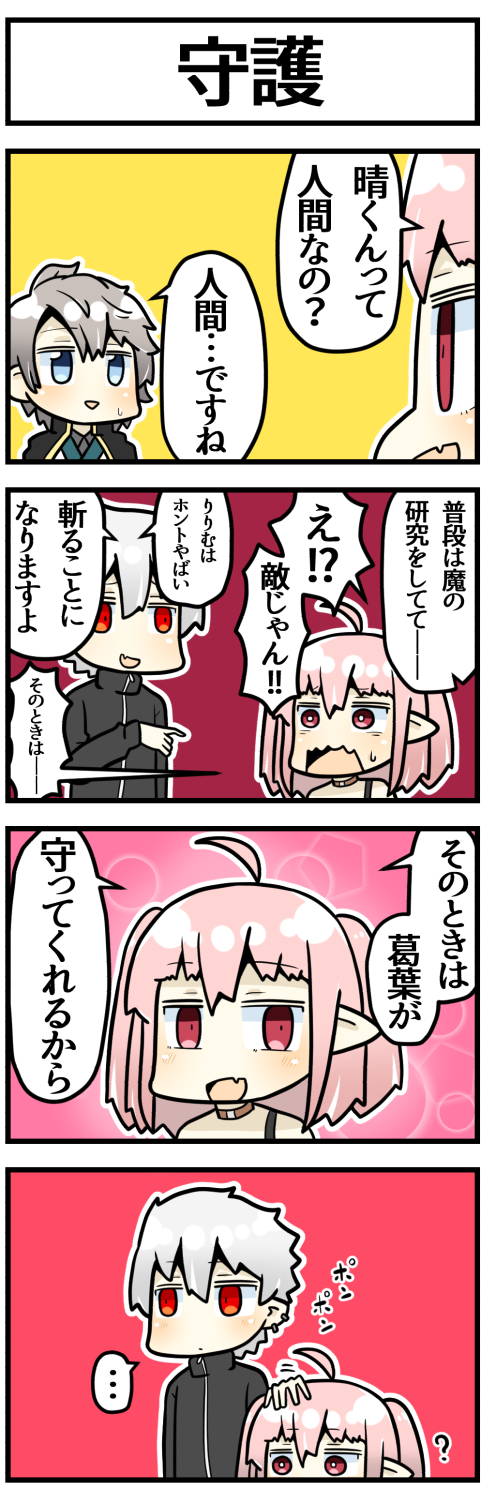 守護
晴くんって
人間なの？
人間…ですね
普段は魔の
研究をしてて――
え!?
敵じゃん!!
りりむは
ホントやばい
斬ることに
なりますよ
そのときは――
そのときは
葛葉が
守ってくれるから
ポン
ポン
…
？